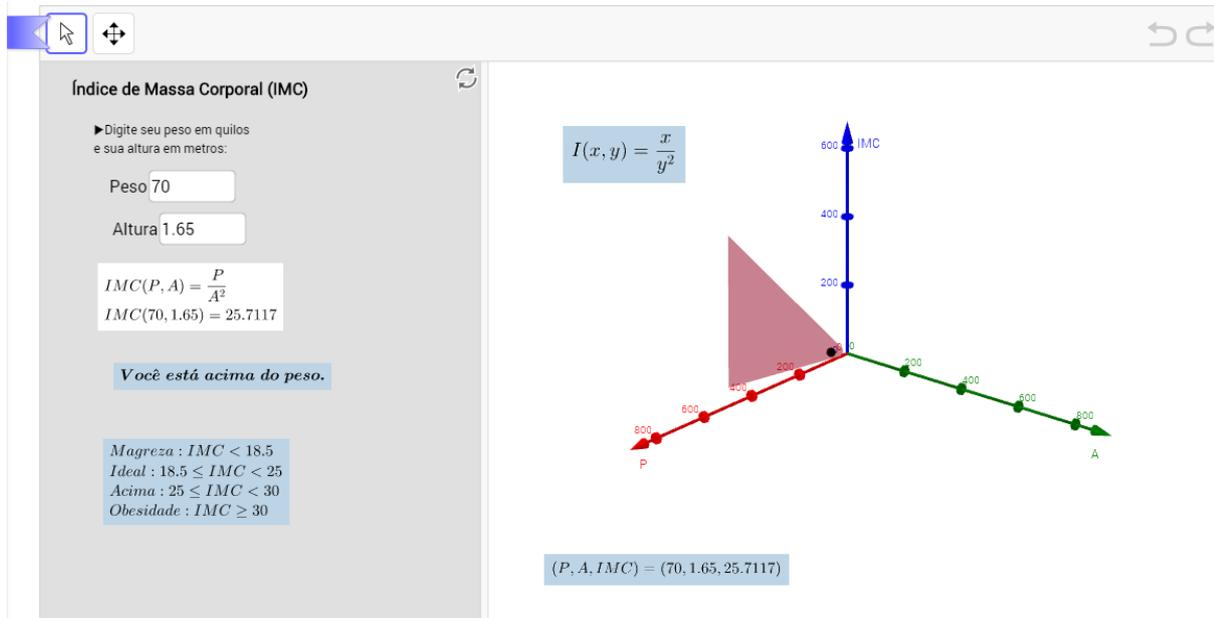 Índice de Massa Corporal (IMC)
▶Digite seu peso em quilos
e sua altura em metros:
Peso 70
Altura 1.65
IMC(P, A) = P/A²
IMC(70, 1.65) = 25.7117
Você está acima do peso.
Magreza : IMC < 18.5
Ideal : 18.5 ≤ IMC < 25
Acima : 25 ≤ IMC < 30
Obesidade : IMC ≥ 30
I(x, y) = x/y²
600 IMC
400
200
0
200
400
600
800
P
200
400
600
800
A
(P, A, IMC) = (70, 1.65, 25.7117)